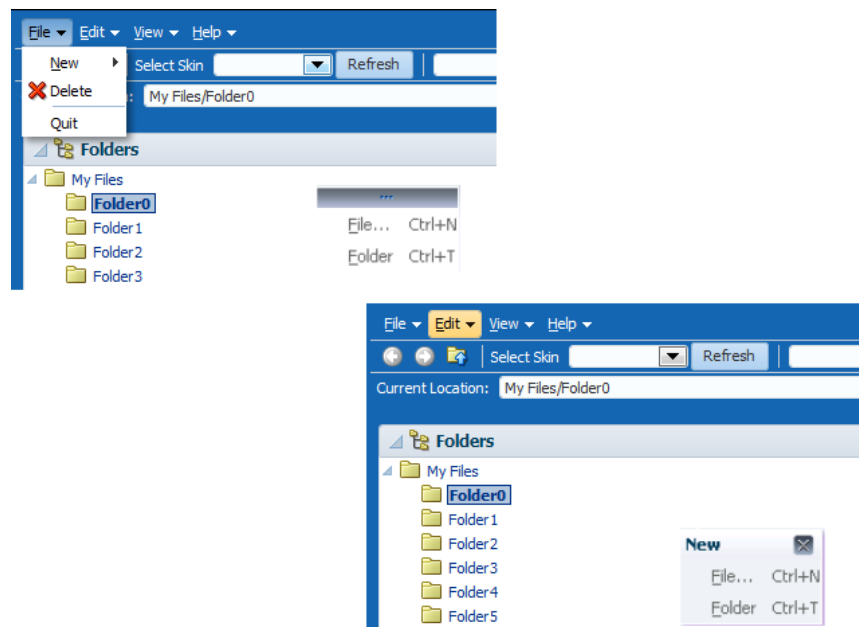 File Edit View Help
New Select Skin Refresh
Delete : My Files/Folder0
Quit
Folders
My Files
Folder0
Folder1
Folder2
Folder3
...
File... Ctrl+N
Folder Ctrl+T
File Edit View Help
Select Skin Refresh
Current Location: My Files/Folder0
Folders
My Files
Folder0
Folder1
Folder2
Folder3
Folder4
Folder5
New
File... Ctrl+N
Folder Ctrl+T